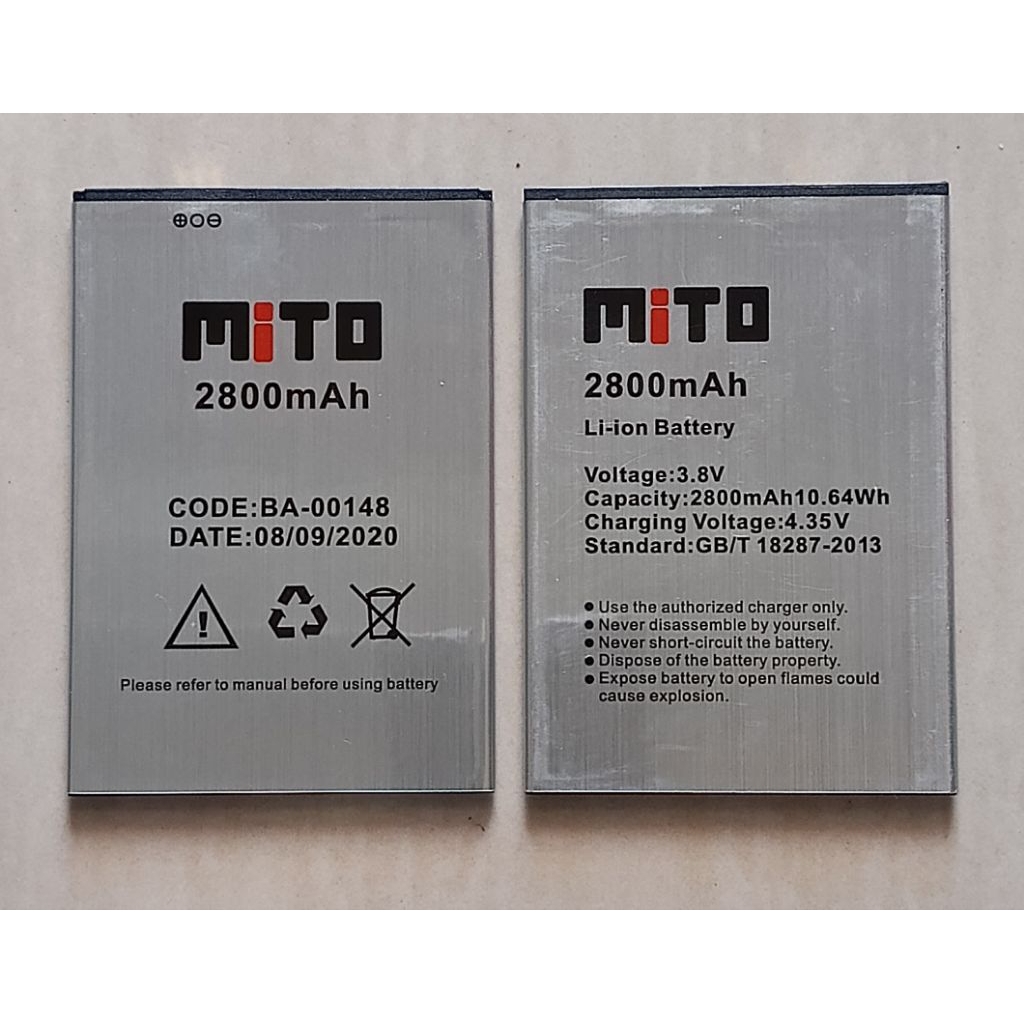 ⊕○⊖
MiTO
2800mAh
CODE:BA-00148
DATE:08/09/2020
Please refer to manual before using battery
MiTO
2800mAh
Li-ion Battery
Voltage:3.8V
Capacity:2800mAh10.64Wh
Charging Voltage:4.35V
Standard:GB/T 18287-2013
● Use the authorized charger only.
● Never disassemble by yourself.
● Never short-circuit the battery.
● Dispose of the battery property.
● Expose battery to open flames could
cause explosion.